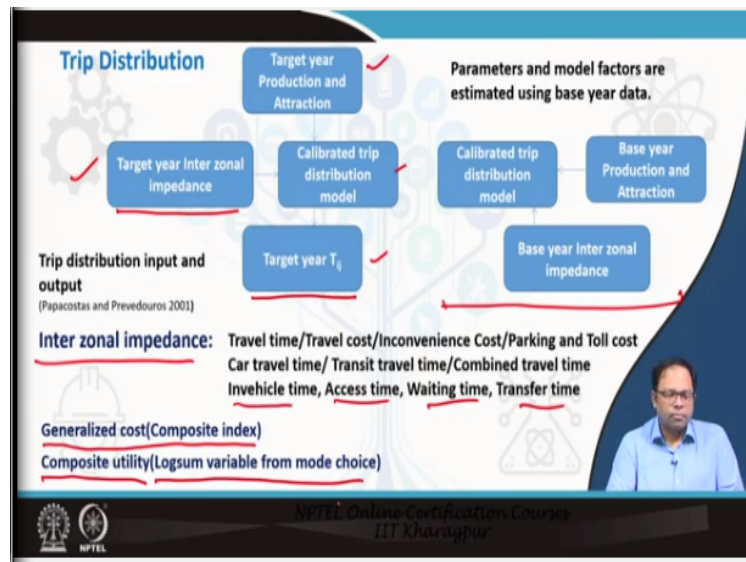 Trip Distribution
Target year
Production and
Attraction
Parameters and model factors are
estimated using base year data.
Target year Inter zonal
impedance
Calibrated trip
distribution
model
Calibrated trip
distribution
model
Base year
Production and
Attraction
Target year Tij
Base year Inter zonal
impedance
Trip distribution input and
output
(Papacostas and Prevedouros 2001)
Inter zonal impedance:
Travel time/Travel cost/Inconvenience Cost/Parking and Toll cost
Car travel time/ Transit travel time/Combined travel time
Invehicle time, Access time, Waiting time, Transfer time
Generalized cost(Composite index)
Composite utility(Logsum variable from mode choice)
NPTEL
NPTEL Online Certification Courses
IIT Kharagpur